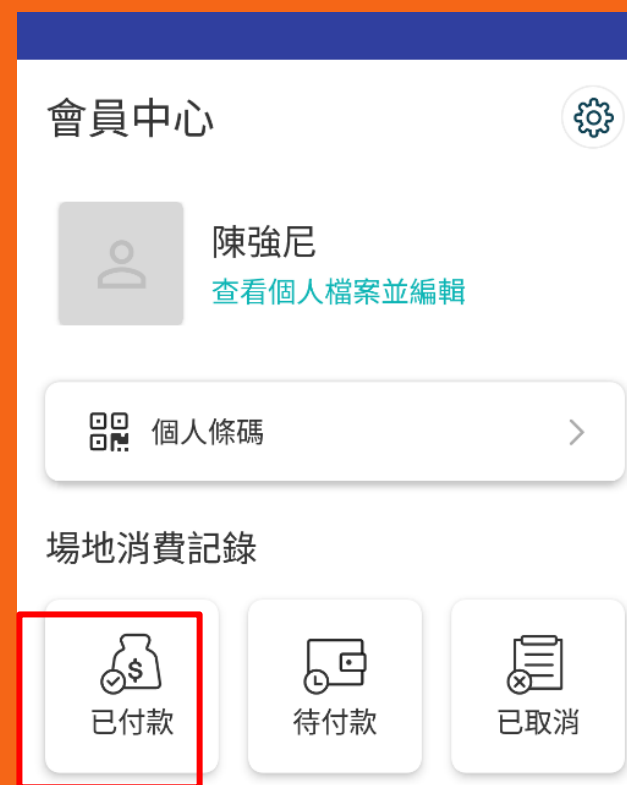 會員中心
陳強尼
查看個人檔案並編輯
個人條碼
場地消費記錄
已付款
待付款
已取消